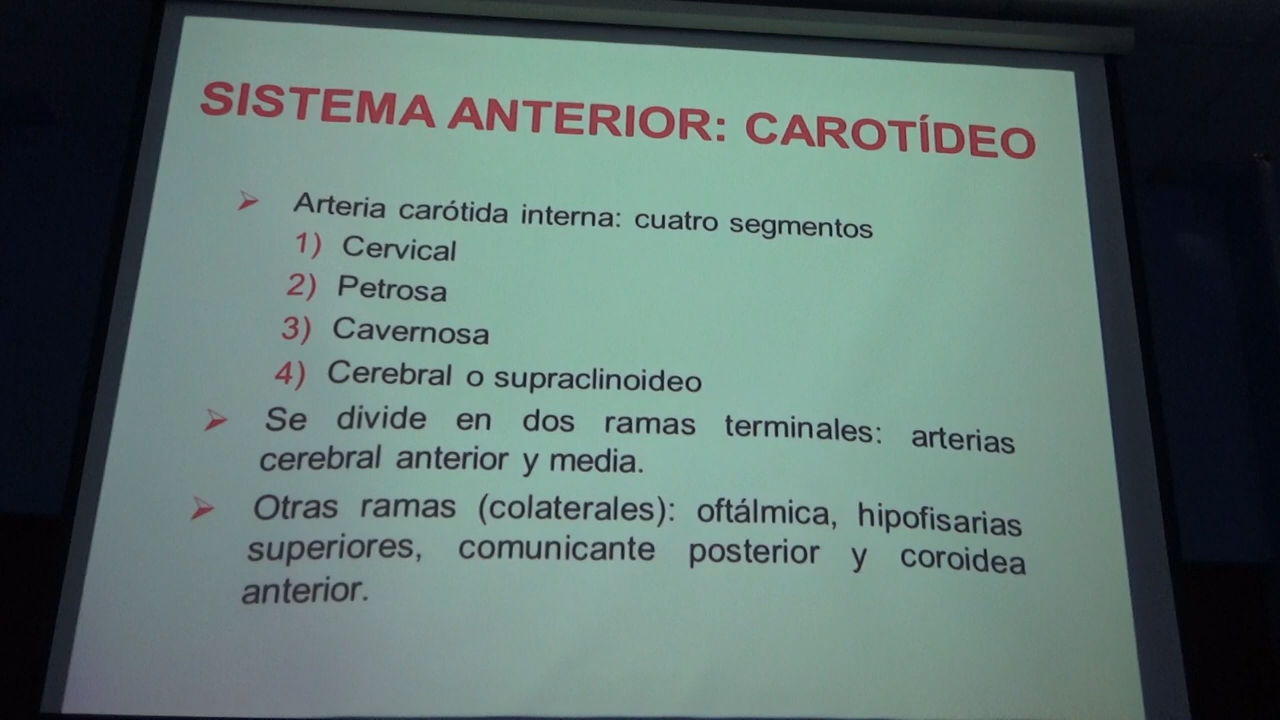 SISTEMA ANTERIOR: CAROTÍDEO
Arteria carótida interna: cuatro segmentos
1) Cervical
2) Petrosa
3) Cavernosa
4) Cerebral o supraclinoideo
Se divide en dos ramas terminales: arterias
cerebral anterior y media.
Otras ramas (colaterales): oftálmica, hipofisarias
superiores, comunicante posterior y coroidea
anterior.